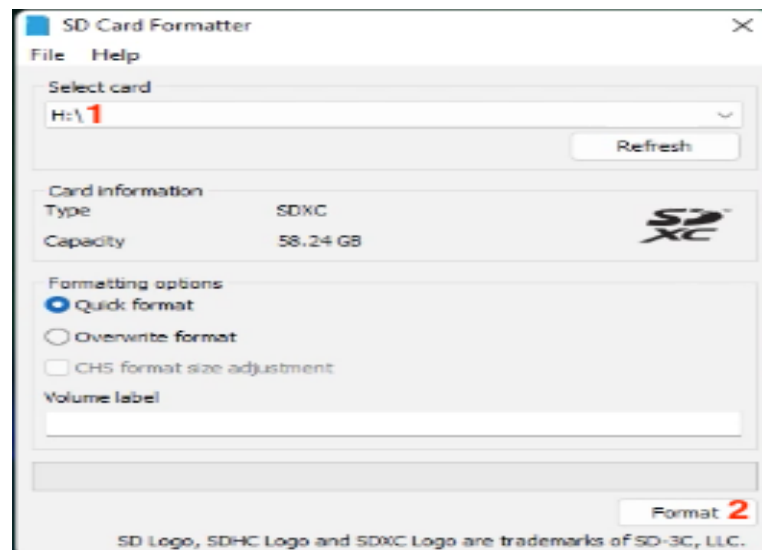 SD Card Formatter
File Help
Select card
H:\ 1
Refresh
Card information
Type SDXC
Capacity 58.24 GB
SD XC
Formatting options
Quick format
Overwrite format
CHS format size adjustment
Volume label
Format 2
SD Logo, SDHC Logo and SDXC Logo are trademarks of SD-3C, LLC.